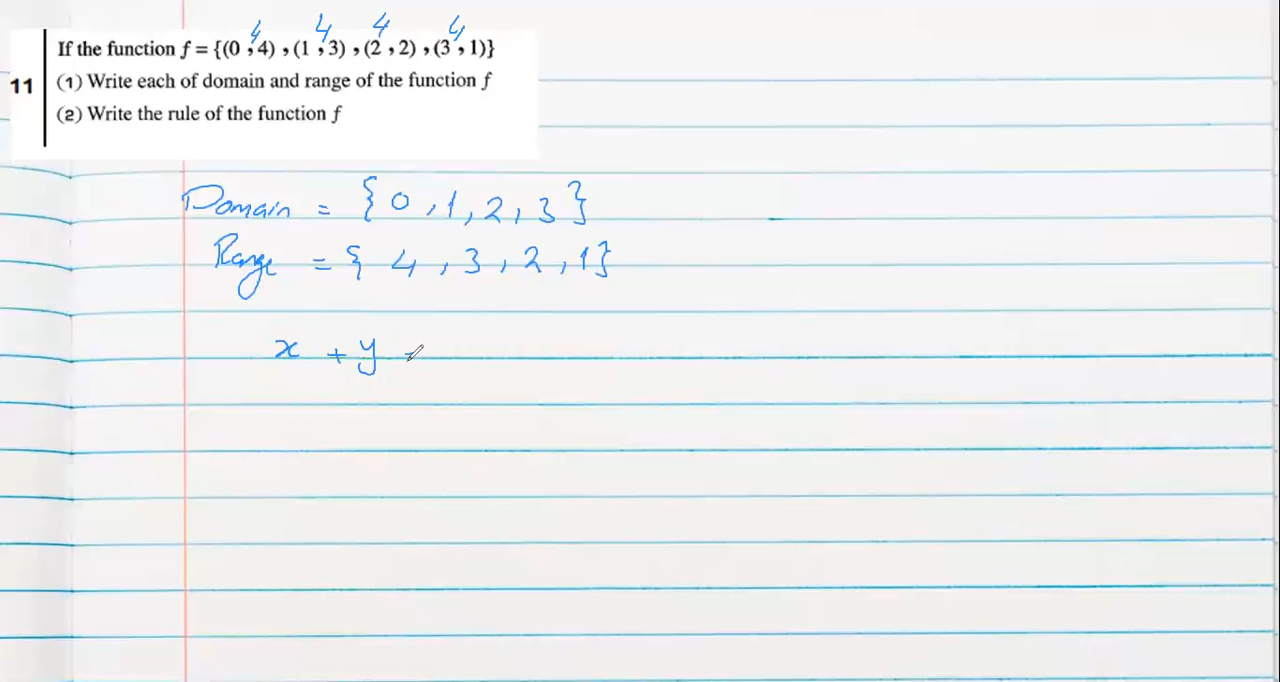 4 4 4 4
If the function f = {(0 , 4) , (1 , 3) , (2 , 2) , (3 , 1)}
11 (1) Write each of domain and range of the function f
(2) Write the rule of the function f
Domain = { 0 , 1 , 2 , 3 }
Range = { 4 , 3 , 2 , 1 }
x + y